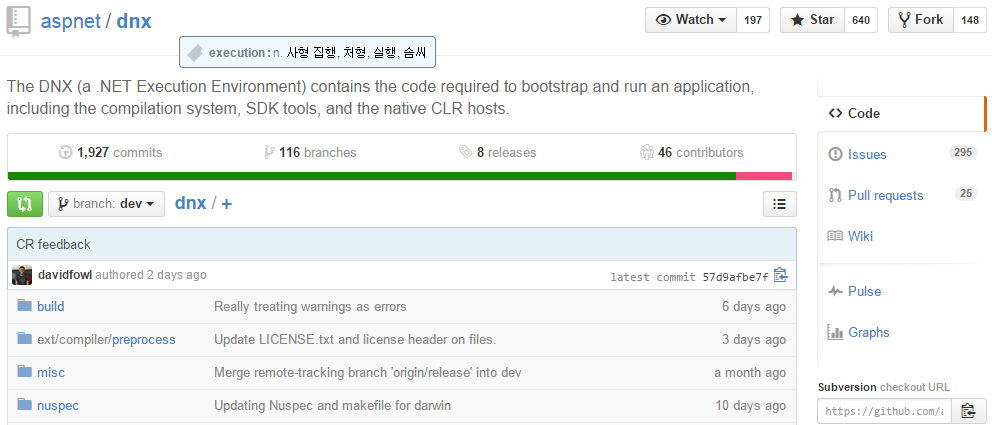 aspnet / dnx
Watch 197 Star 640 Fork 148
execution : n. 사형 집행, 처형, 실행, 솜씨
The DNX (a .NET Execution Environment) contains the code required to bootstrap and run an application,
including the compilation system, SDK tools, and the native CLR hosts.
1,927 commits 116 branches 8 releases 46 contributors
branch: dev dnx / +
CR feedback
davidfowl authored 2 days ago latest commit 57d9afbe7f
build Really treating warnings as errors 6 days ago
ext/compiler/preprocess Update LICENSE.txt and license header on files. 3 days ago
misc Merge remote-tracking branch 'origin/release' into dev a month ago
nuspec Updating Nuspec and makefile for darwin 10 days ago
Code
Issues 295
Pull requests 25
Wiki
Pulse
Graphs
Subversion checkout URL
https://github.com/